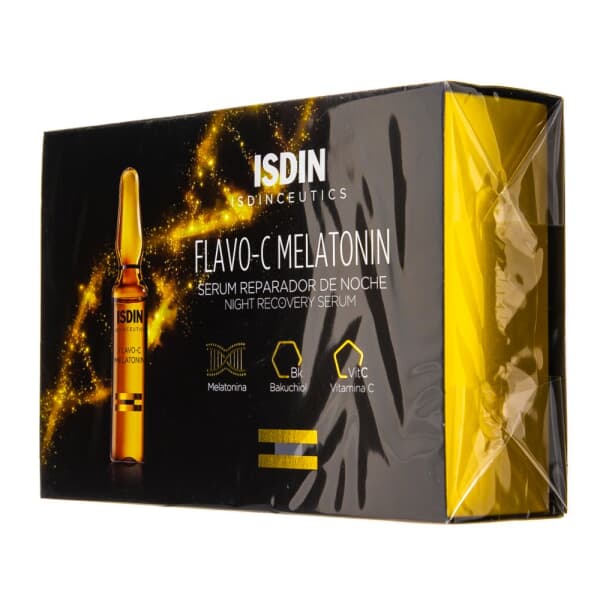 ISDIN
ISDINCEUTICS
FLAVO-C MELATONIN
SERUM REPARADOR DE NOCHE
NIGHT RECOVERY SERUM
Bk
VitC
Melatonina
Bakuchiol
Vitamina C
ISDIN
ISDINCEUTICS
FLAVO-C
MELATONIN